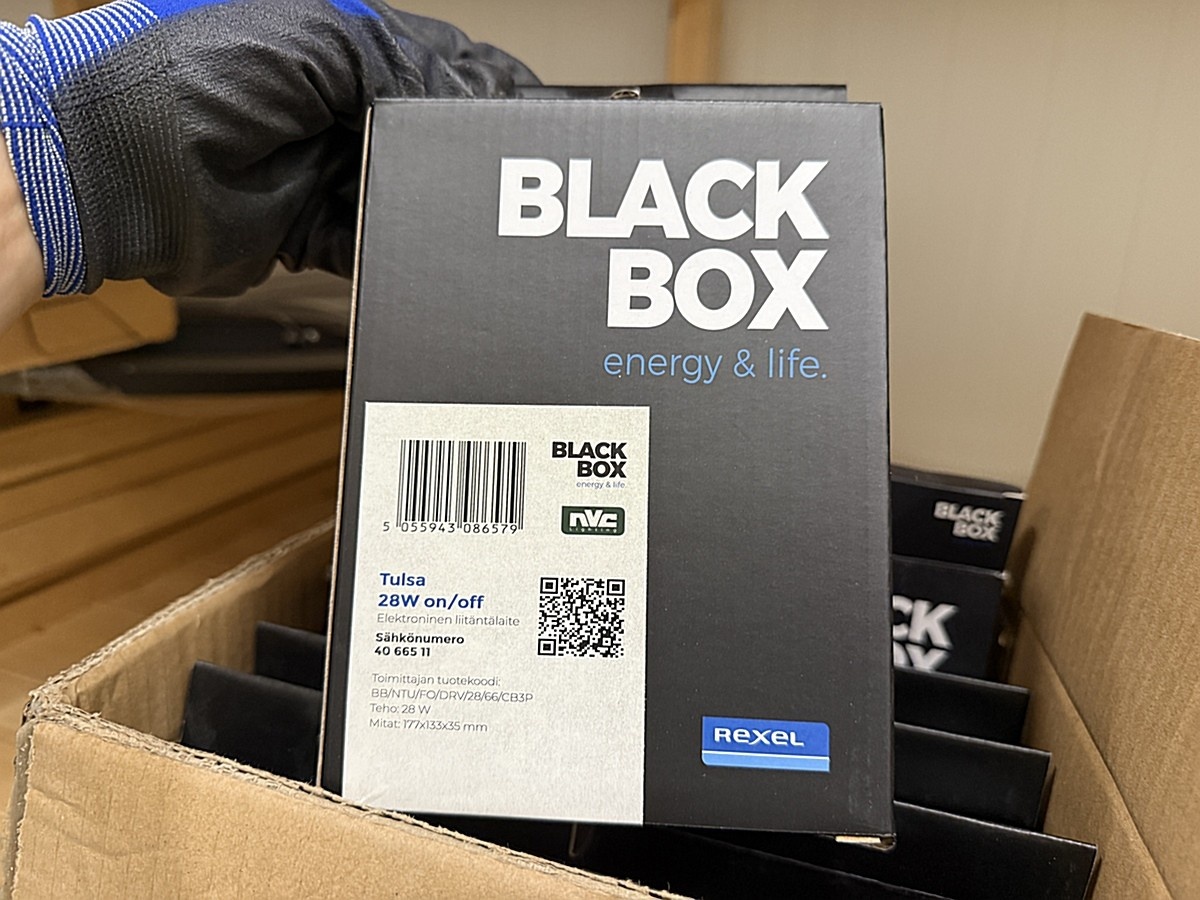 BLACK
BOX
energy & life.
BLACK
BOX
energy & life.
5 055943 086579
nvc
Lighting
Tulsa
28W on/off
Elektroninen liitäntälaite
Sähkönumero
40 665 11
Toimittajan tuotekoodi:
BB/NTU/FO/DRV/28/66/CB3P
Teho: 28 W
Mitat: 177x133x35 mm
REXEL
BLACK
BOX
CK